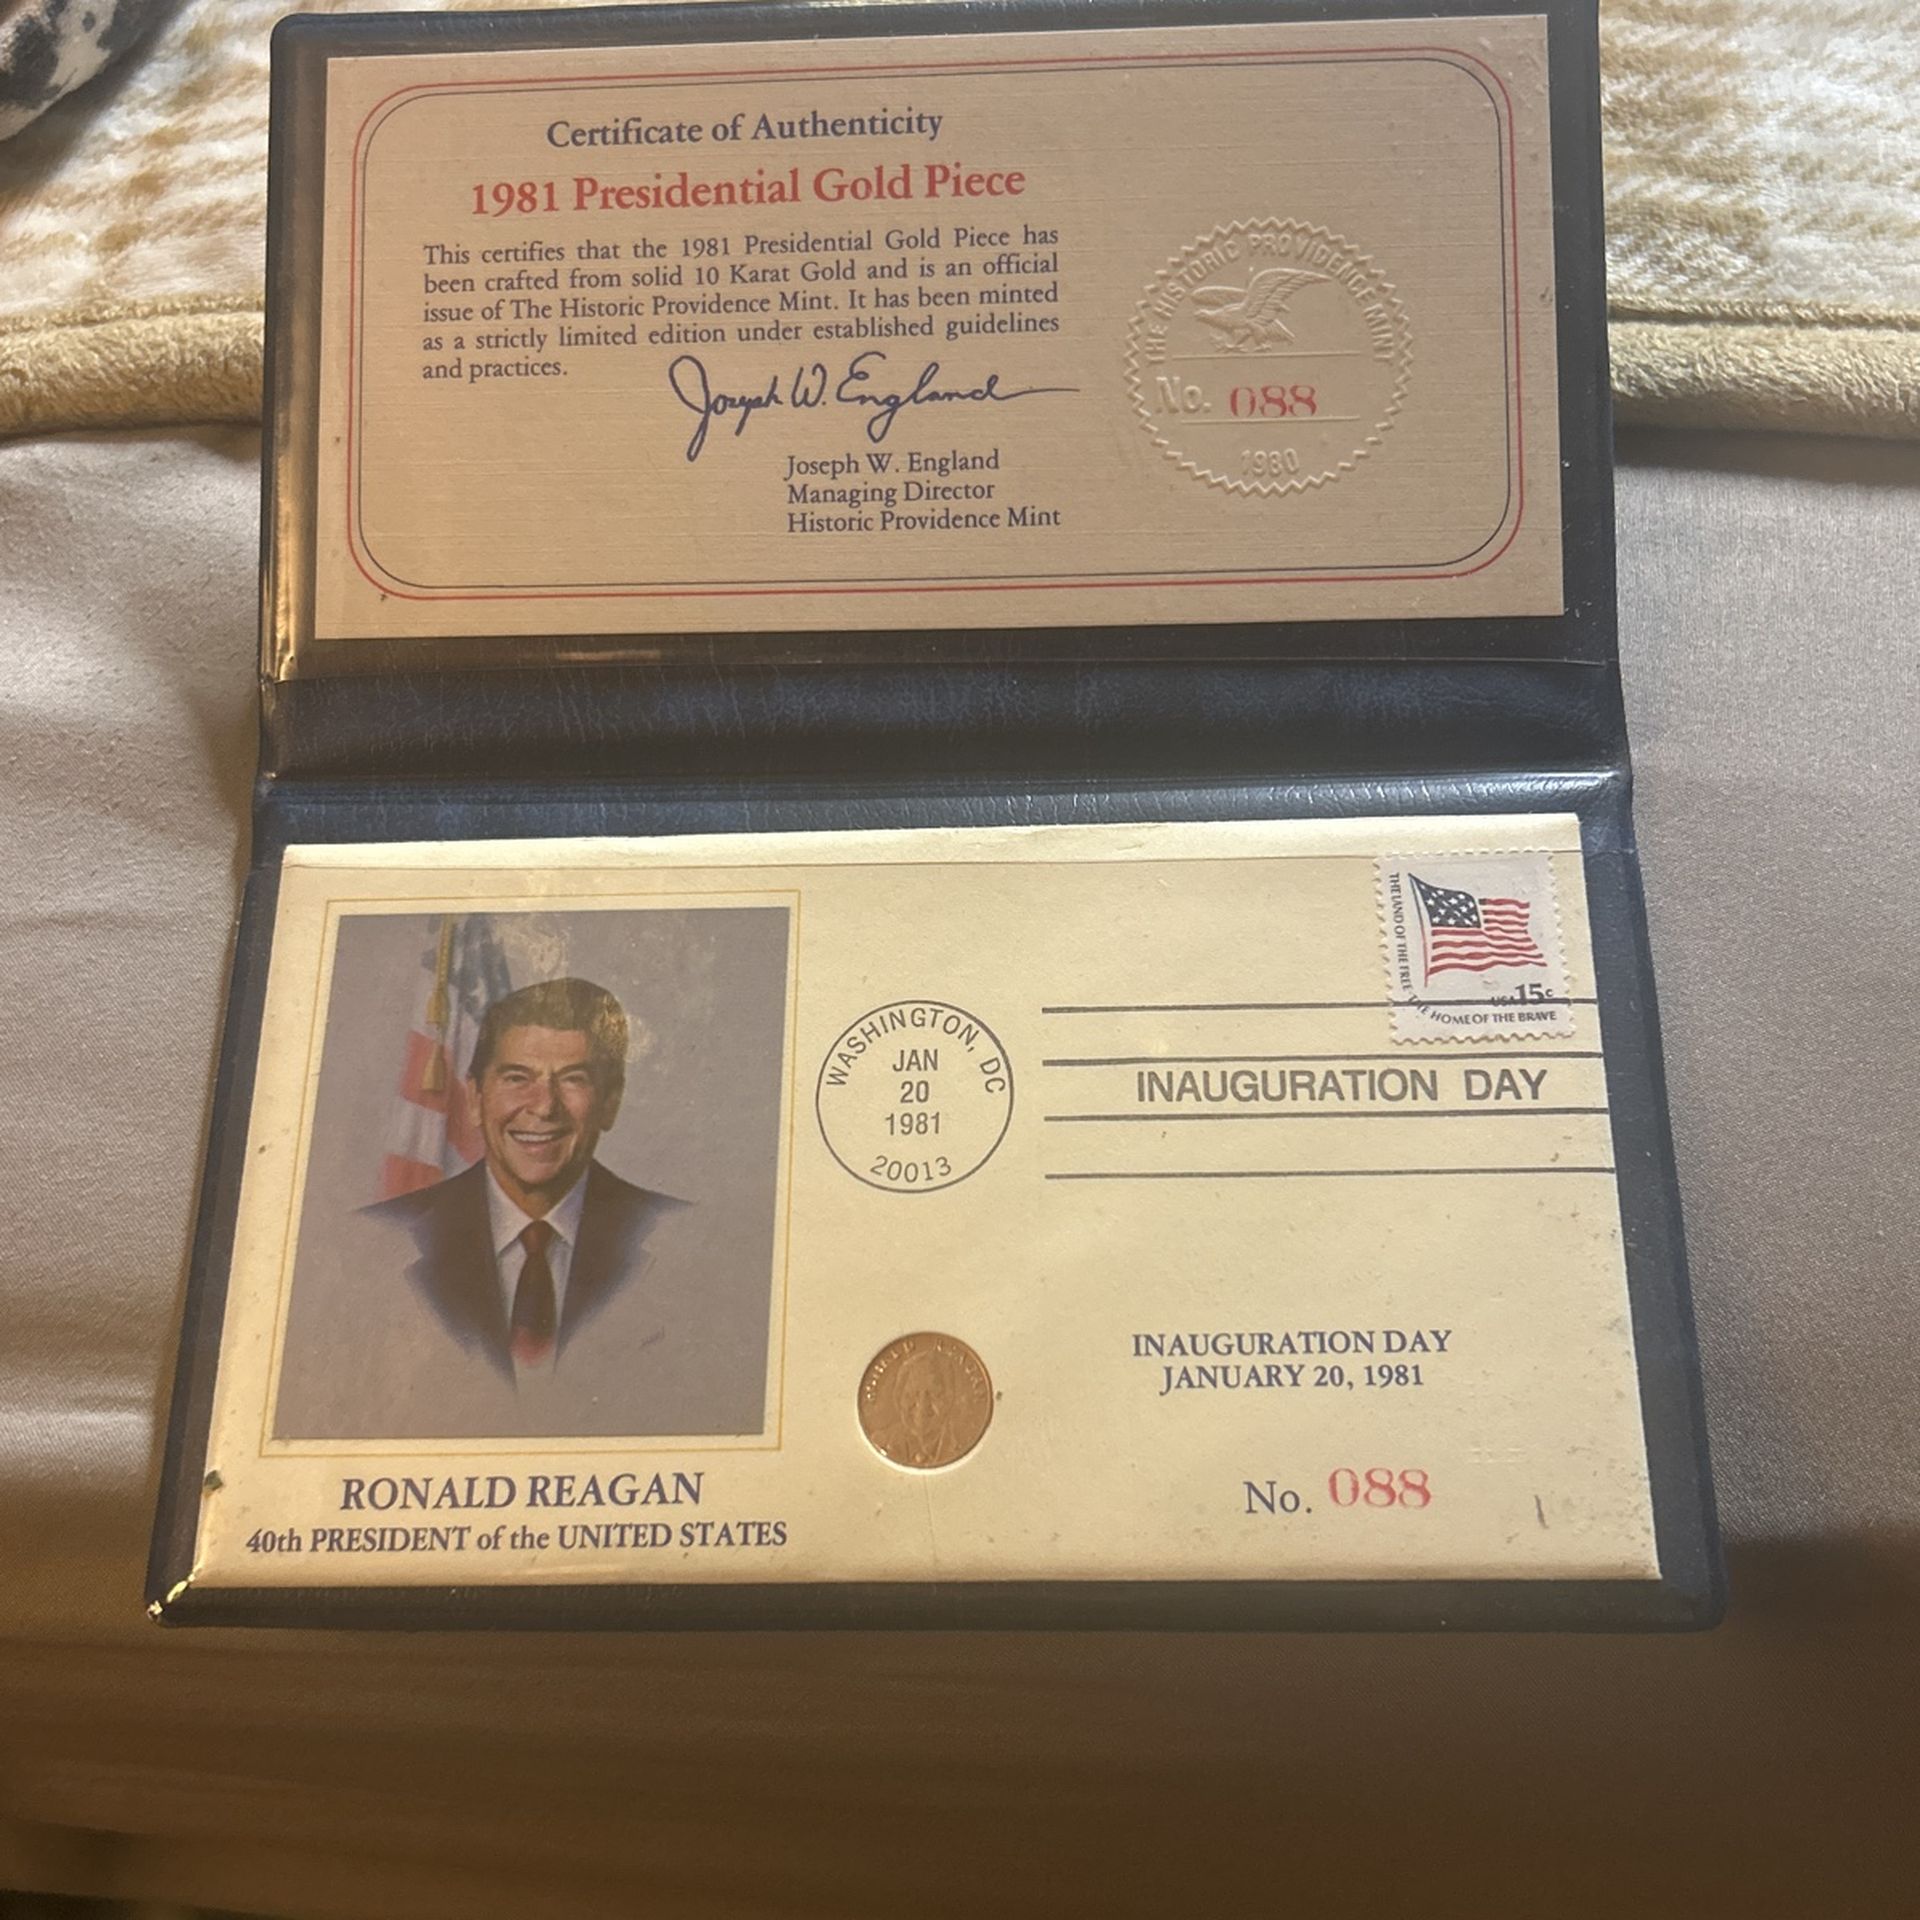 Certificate of Authenticity
1981 Presidential Gold Piece
This certifies that the 1981 Presidential Gold Piece has
been crafted from solid 10 Karat Gold and is an official
issue of The Historic Providence Mint. It has been minted
as a strictly limited edition under established guidelines
and practices.
Joseph W. England
Joseph W. England
Managing Director
Historic Providence Mint
THE HISTORIC PROVIDENCE MINT
No. 088
1980
THE LAND OF THE FREE THE HOME OF THE BRAVE
USA 15c
WASHINGTON, DC
JAN
20
1981
20013
INAUGURATION DAY
RONALD REAGAN
INAUGURATION DAY
JANUARY 20, 1981
No. 088
RONALD REAGAN
40th PRESIDENT of the UNITED STATES